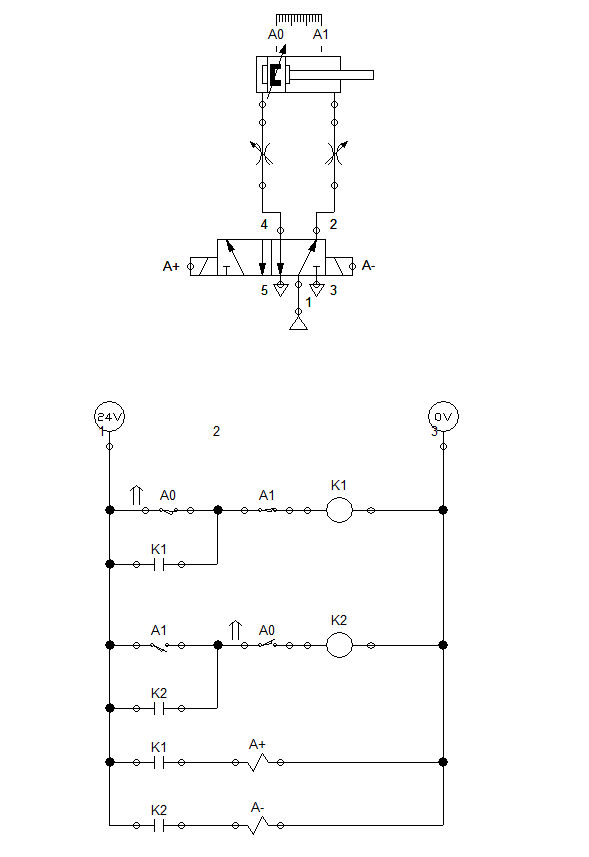 A0 A1
4 2
A+ A-
5 3
1
24V 0V
1 2 3
K1
A0 A1
K1
K2
A1 A0
K2
K1 A+
K2 A-